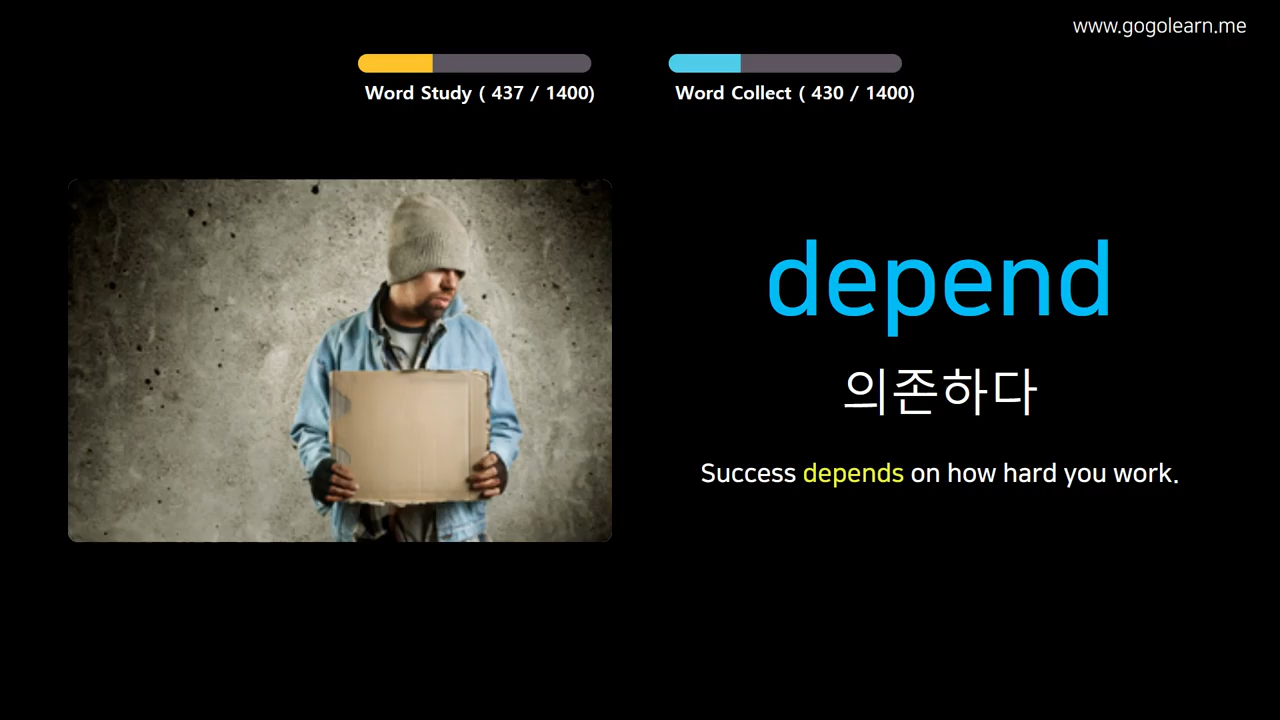 www.gogolearn.me
Word Study ( 437 / 1400)
Word Collect ( 430 / 1400)
depend
의존하다
Success depends on how hard you work.